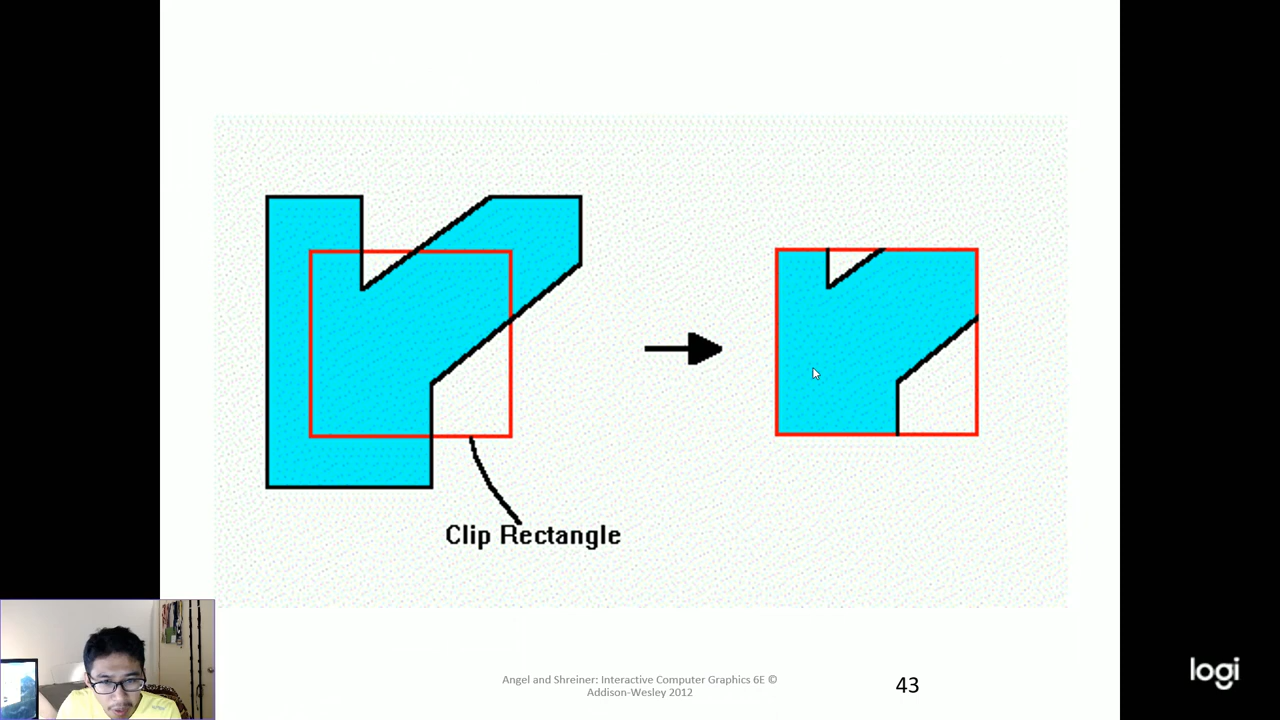 Clip Rectangle
Angel and Shreiner: Interactive Computer Graphics 6E ©
Addison-Wesley 2012
43
logi